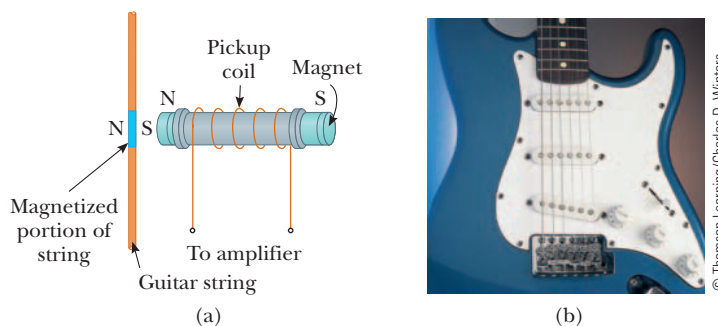 Pickup
coil
Magnet
N
S
N
S
Magnetized
portion of
string
To amplifier
Guitar string
(a)
(b)
© Thomson Learning/Charles D. Winters